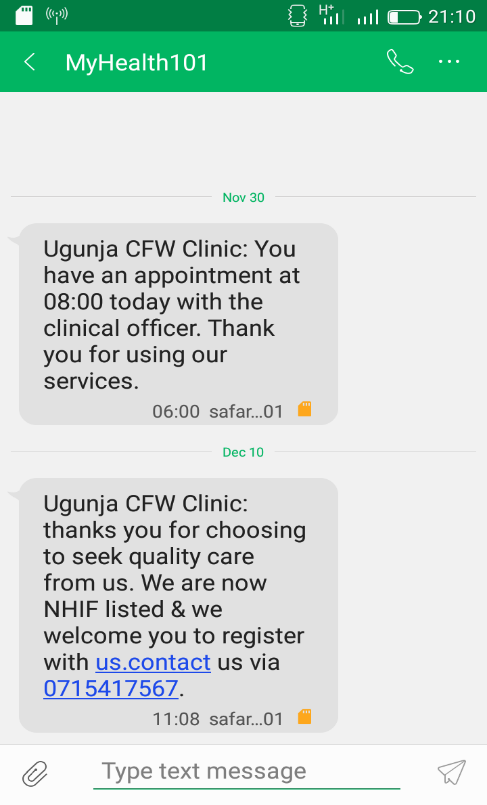 H+ 21:10
MyHealth101
Nov 30
Ugunja CFW Clinic: You
have an appointment at
08:00 today with the
clinical officer. Thank
you for using our
services.
06:00 safar...01
Dec 10
Ugunja CFW Clinic:
thanks you for choosing
to seek quality care
from us. We are now
NHIF listed & we
welcome you to register
with us.contact us via
0715417567.
11:08 safar...01
Type text message